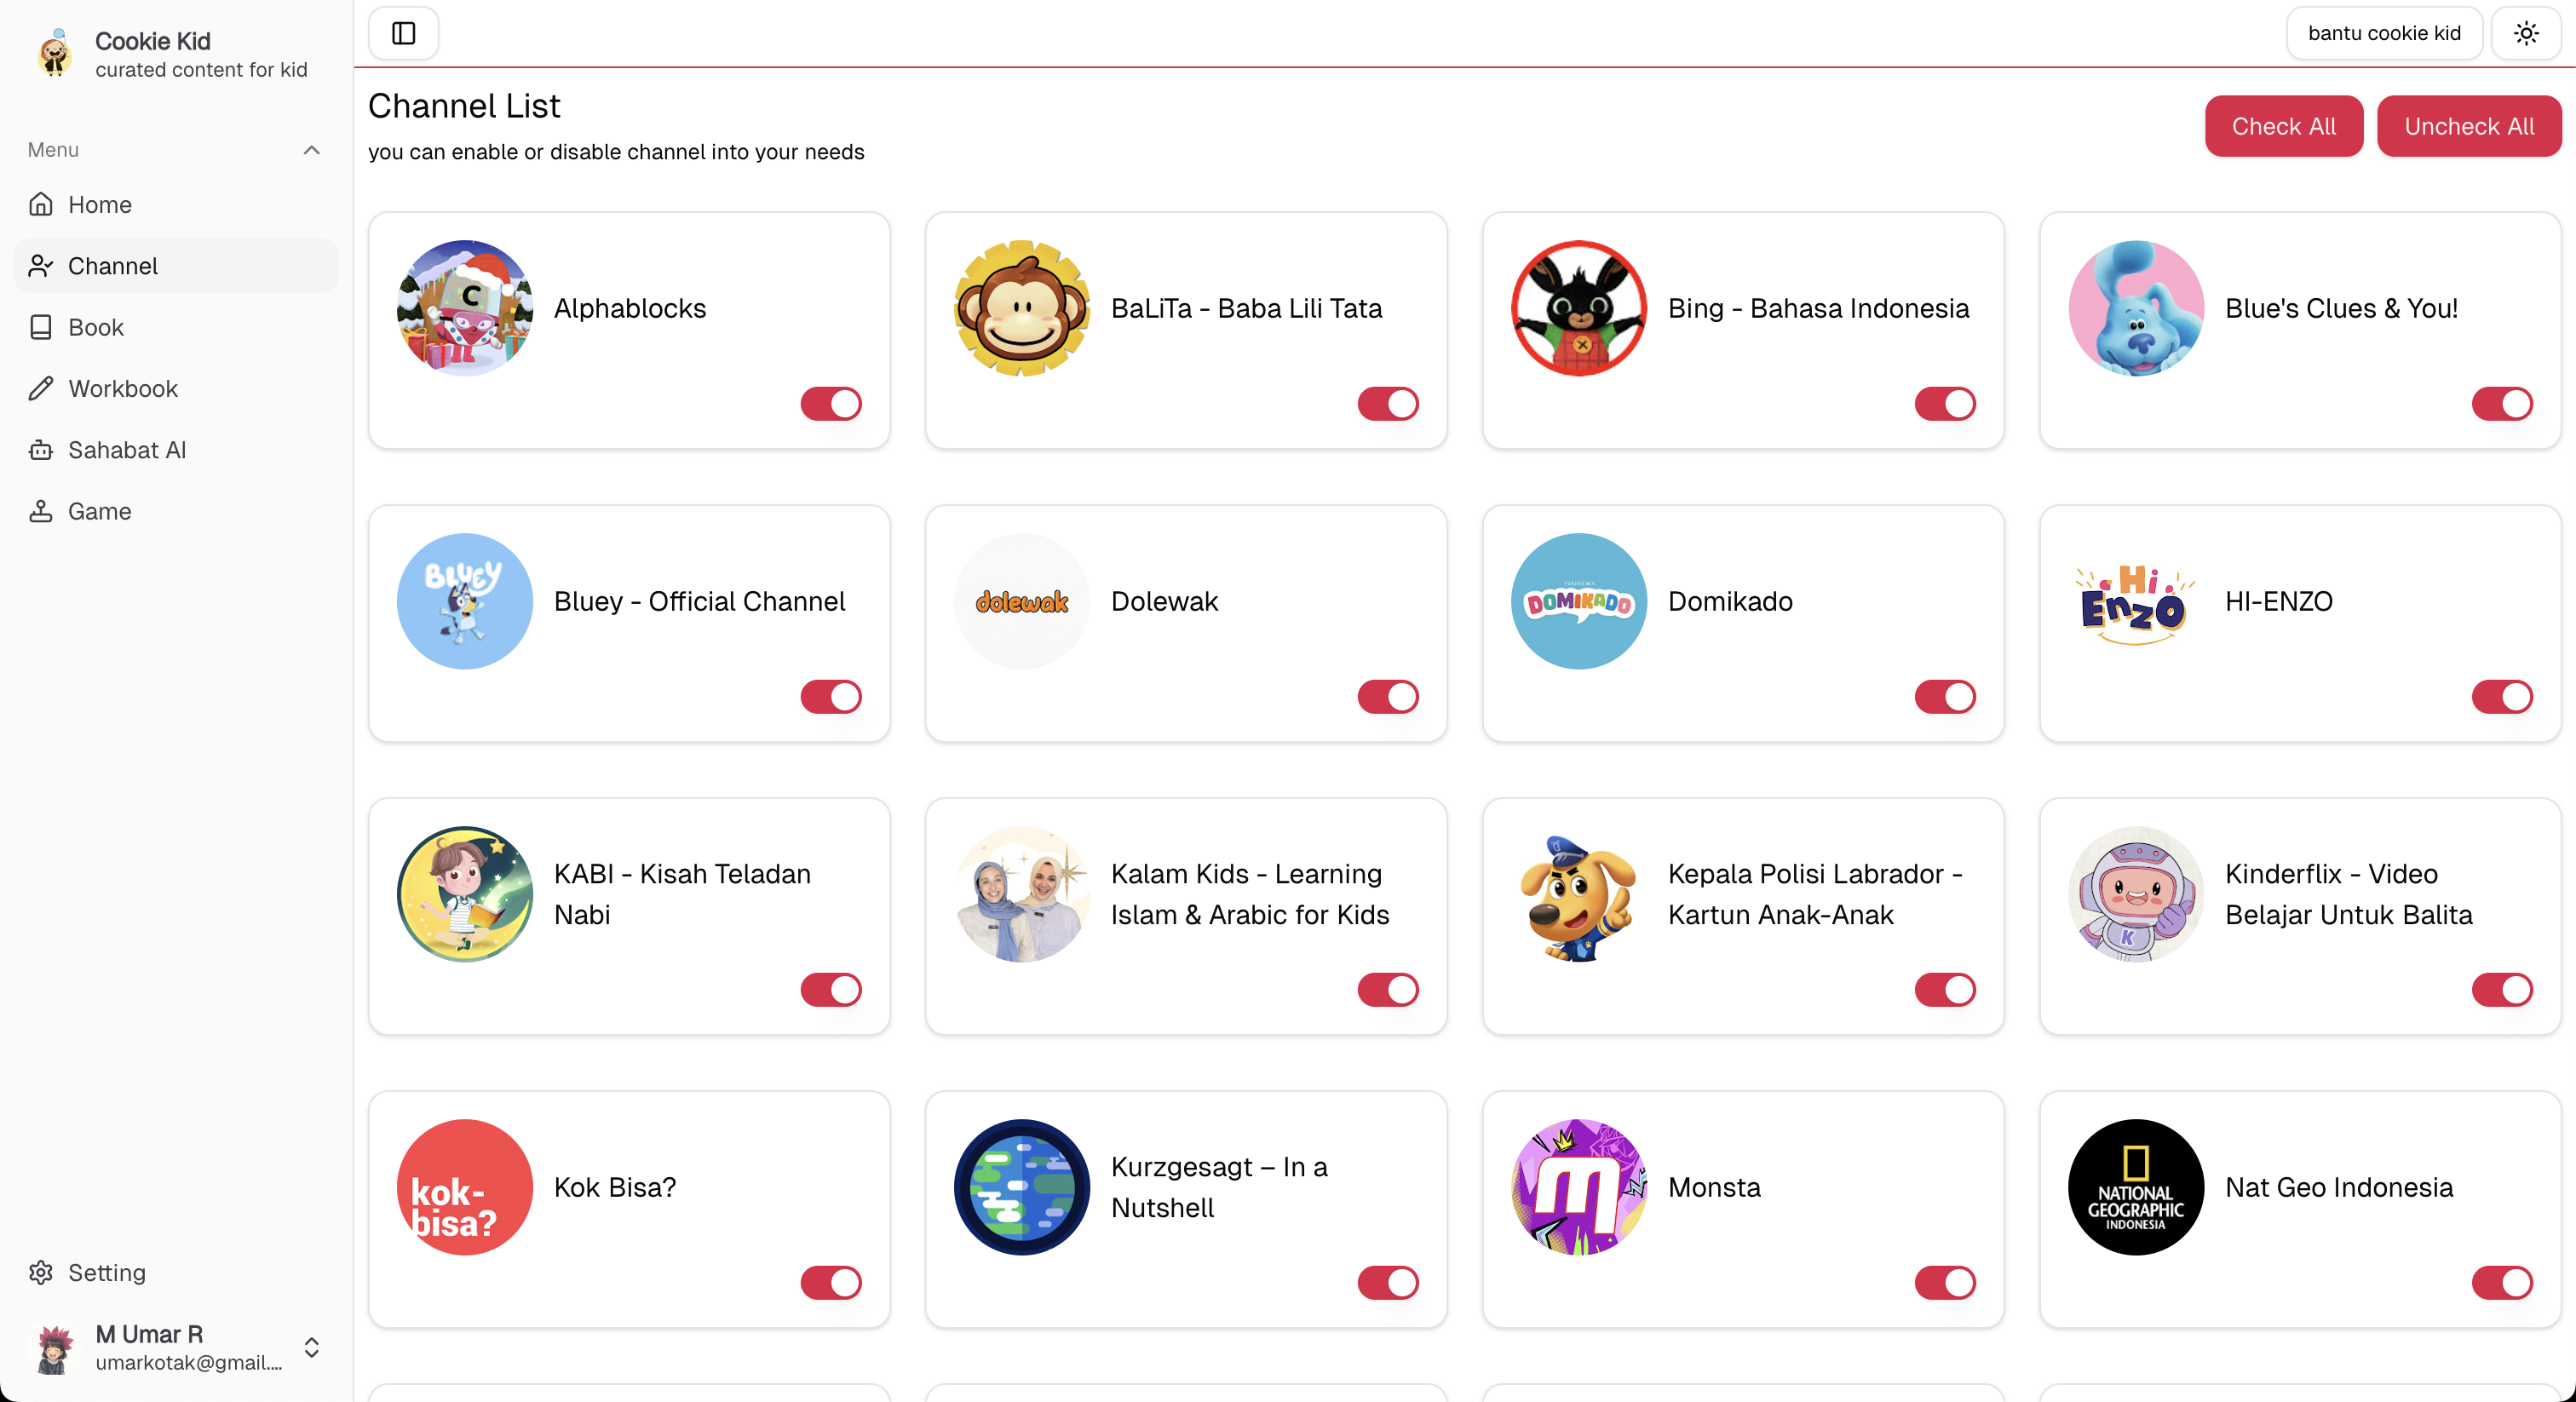 Cookie Kid
curated content for kid
Menu
Home
Channel
Book
Workbook
Sahabat AI
Game
Setting
M Umar R
umarkotak@gmail....
bantu cookie kid
Channel List
you can enable or disable channel into your needs
Check All
Uncheck All
C
Alphablocks
BaLiTa - Baba Lili Tata
Bing - Bahasa Indonesia
Blue's Clues & You!
BLUEY
Bluey - Official Channel
dolewak
Dolewak
DOMIKADO
Domikado
Hi
Enzo
HI-ENZO
KABI - Kisah Teladan
Nabi
Kalam Kids - Learning
Islam & Arabic for Kids
Kepala Polisi Labrador -
Kartun Anak-Anak
K
Kinderflix - Video
Belajar Untuk Balita
kok-
bisa?
Kok Bisa?
Kurzgesagt – In a
Nutshell
m
Monsta
NATIONAL
GEOGRAPHIC
INDONESIA
Nat Geo Indonesia